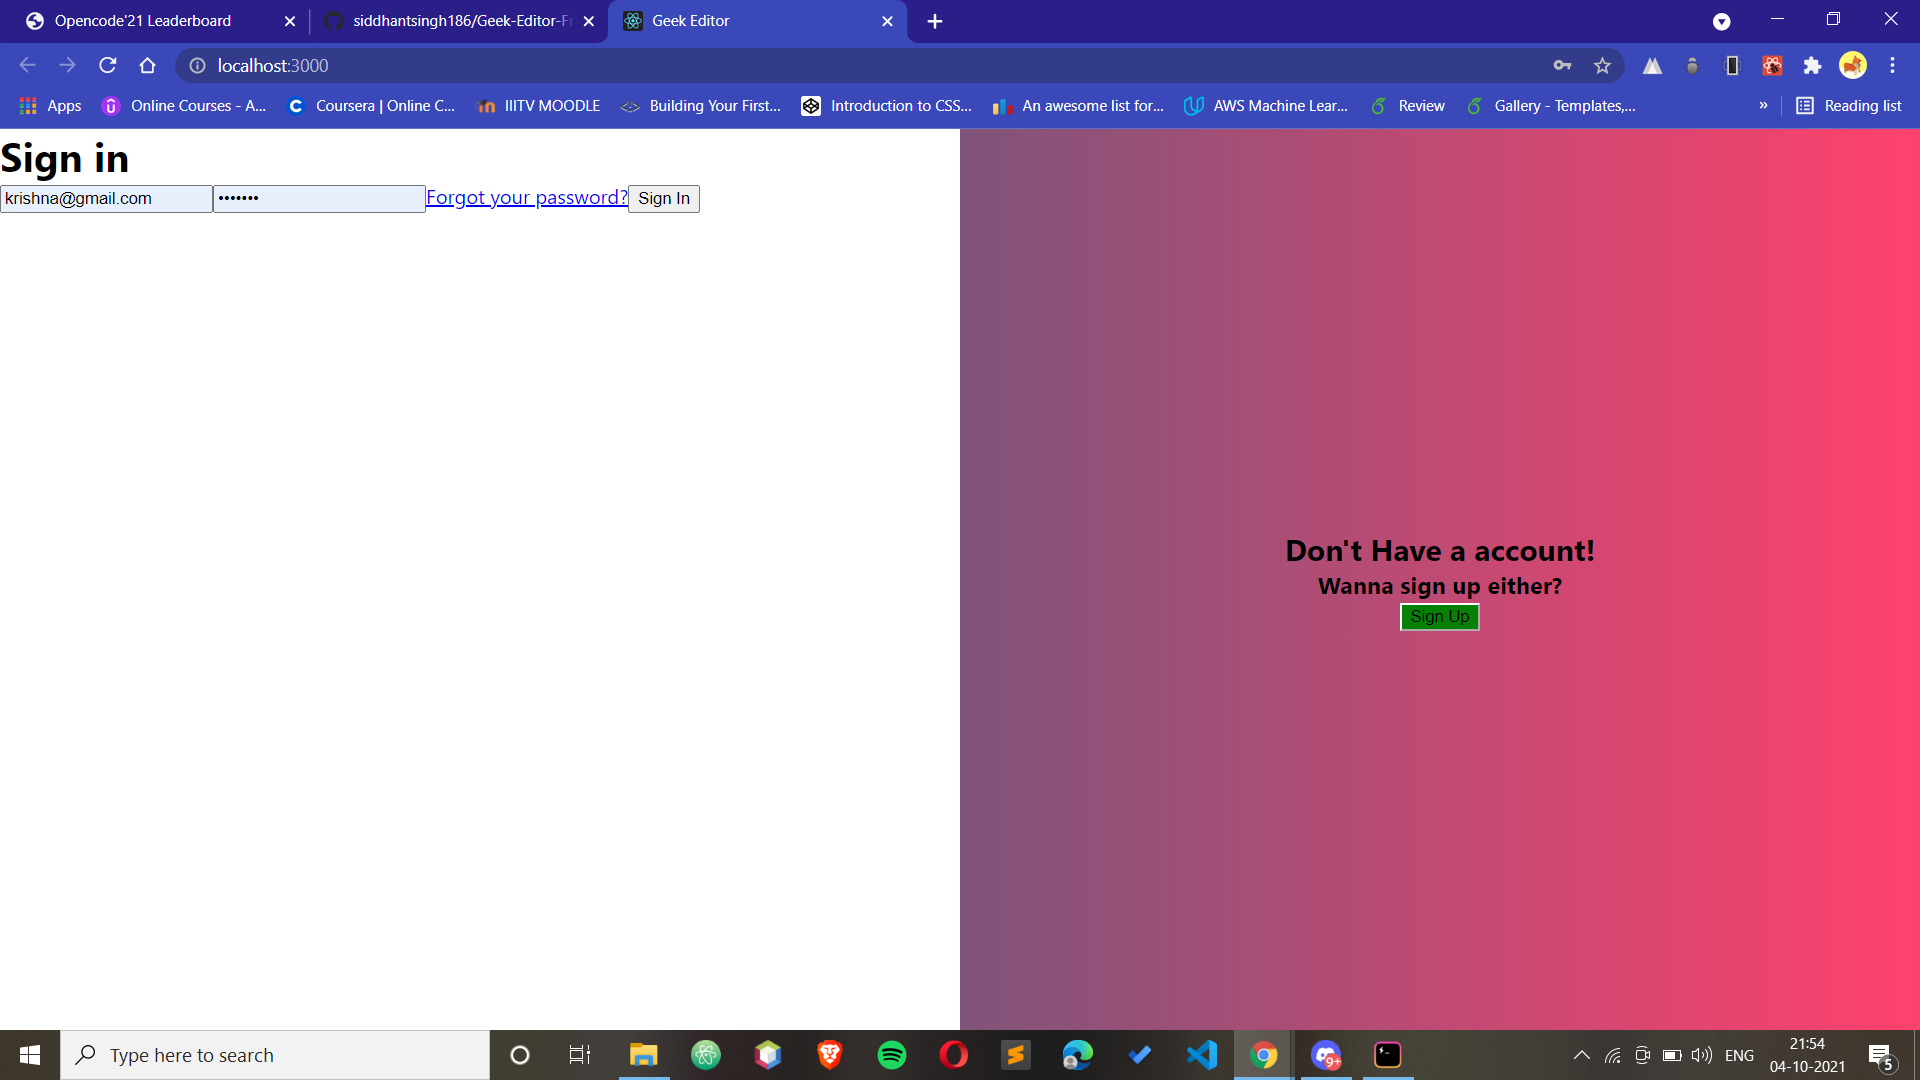 Opencode'21 Leaderboard
siddhantsingh186/Geek-Editor-Fr
Geek Editor
localhost:3000
Apps
Online Courses - A...
Coursera | Online C...
IIITV MOODLE
Building Your First...
Introduction to CSS...
An awesome list for...
AWS Machine Lear...
Review
Gallery - Templates,...
»
Reading list
Sign in
krishna@gmail.com
•••••••
Forgot your password?
Sign In
Don't Have a account!
Wanna sign up either?
Sign Up
Type here to search
9+
ENG
21:54
04-10-2021
5